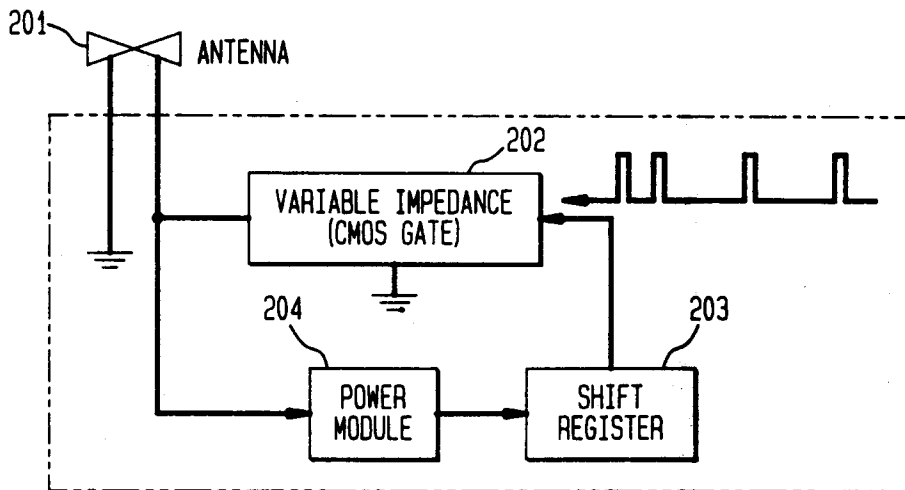 201
ANTENNA
202
VARIABLE IMPEDANCE
(CMOS GATE)
204
203
POWER
MODULE
SHIFT
REGISTER